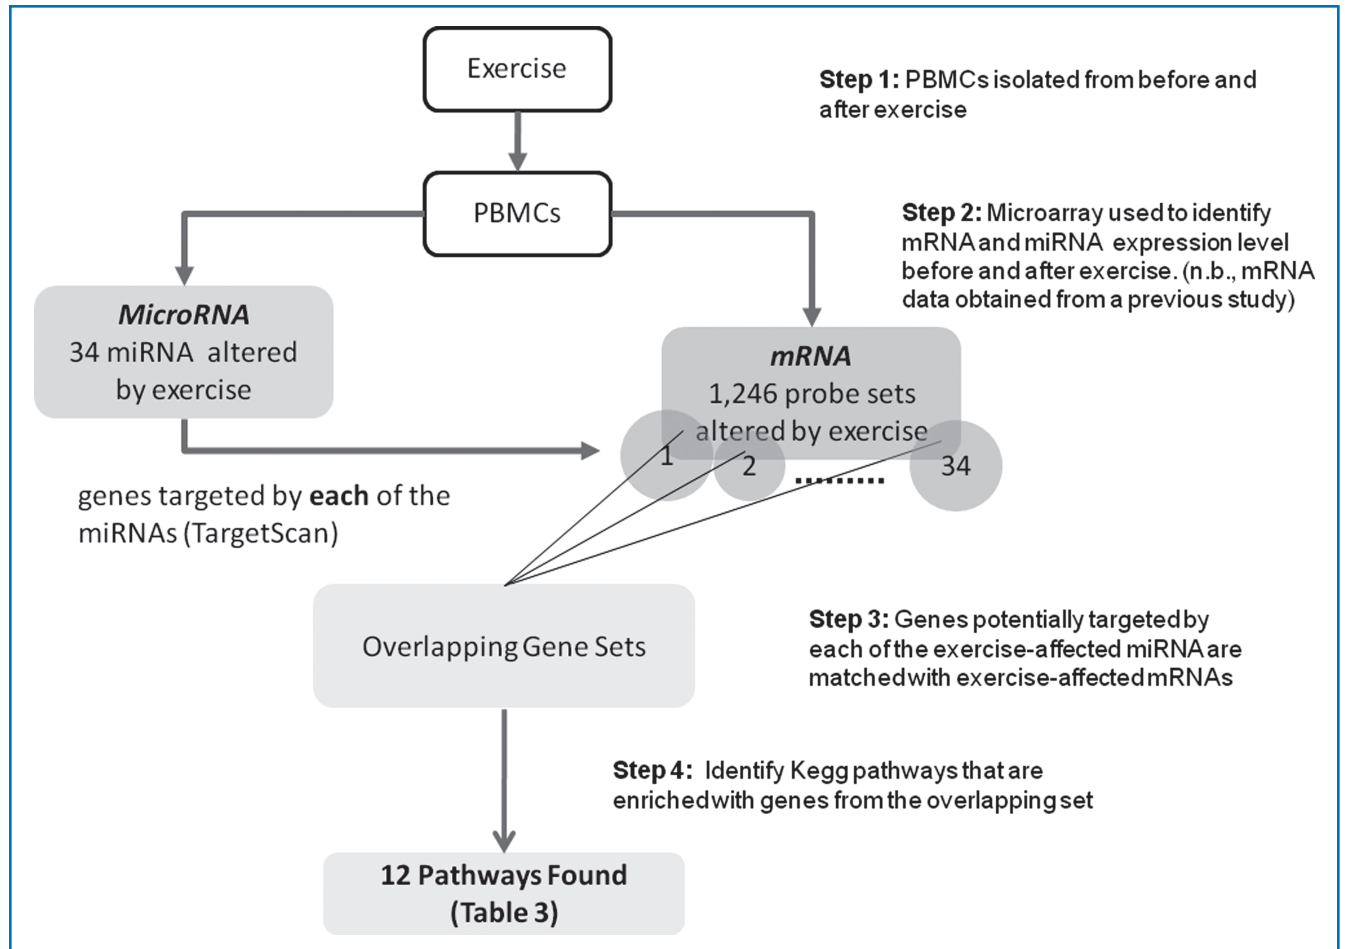 Exercise
Step 1: PBMCs isolated from before and
after exercise
PBMCs
Step 2: Microarray used to identify
mRNA and miRNA expression level
before and after exercise. (n.b., mRNA
data obtained from a previous study)
MicroRNA
34 miRNA altered
by exercise
mRNA
1,246 probe sets
altered by exercise
1
2
34
genes targeted by each of the
miRNAs (TargetScan)
Overlapping Gene Sets
Step 3: Genes potentially targeted by
each of the exercise-affected miRNA are
matched with exercise-affected mRNAs
Step 4: Identify Kegg pathways that are
enriched with genes from the overlapping set
12 Pathways Found
(Table 3)